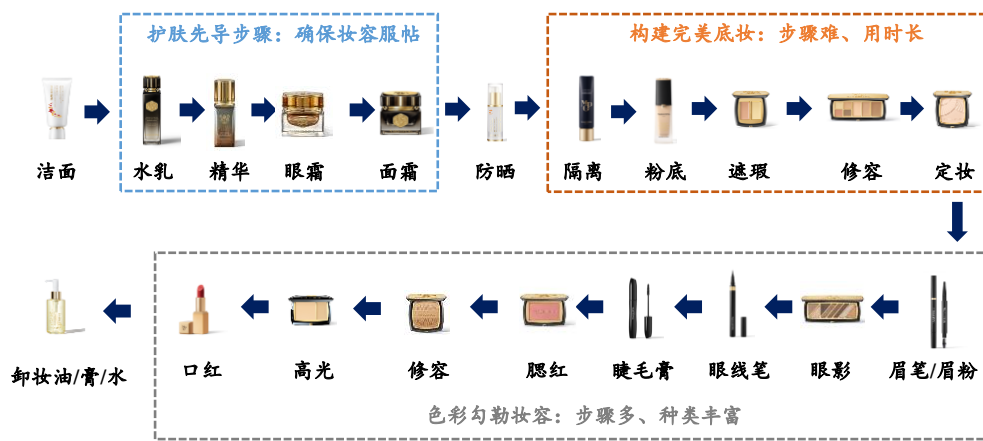 护肤先导步骤：确保妆容服帖
构建完美底妆：步骤难、用时长
洁面
水乳
精华
眼霜
面霜
防晒
隔离
粉底
遮瑕
修容
定妆
卸妆油/膏/水
口红
高光
修容
腮红
睫毛膏
眼线笔
眼影
眉笔/眉粉
色彩勾勒妆容：步骤多、种类丰富